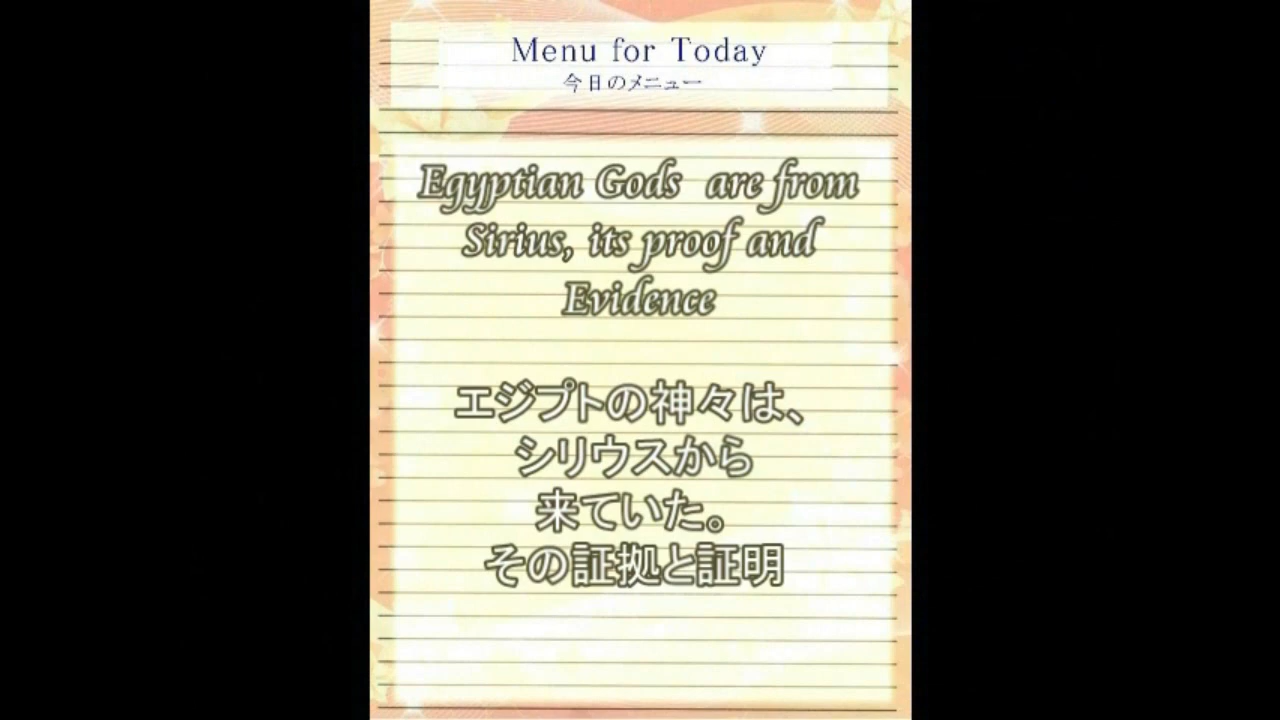 Menu for Today
今日のメニュー
Egyptian Gods are from
Sirius, its proof and
Evidence
エジプトの神々は、
シリウスから
来ていた。
その証拠と証明